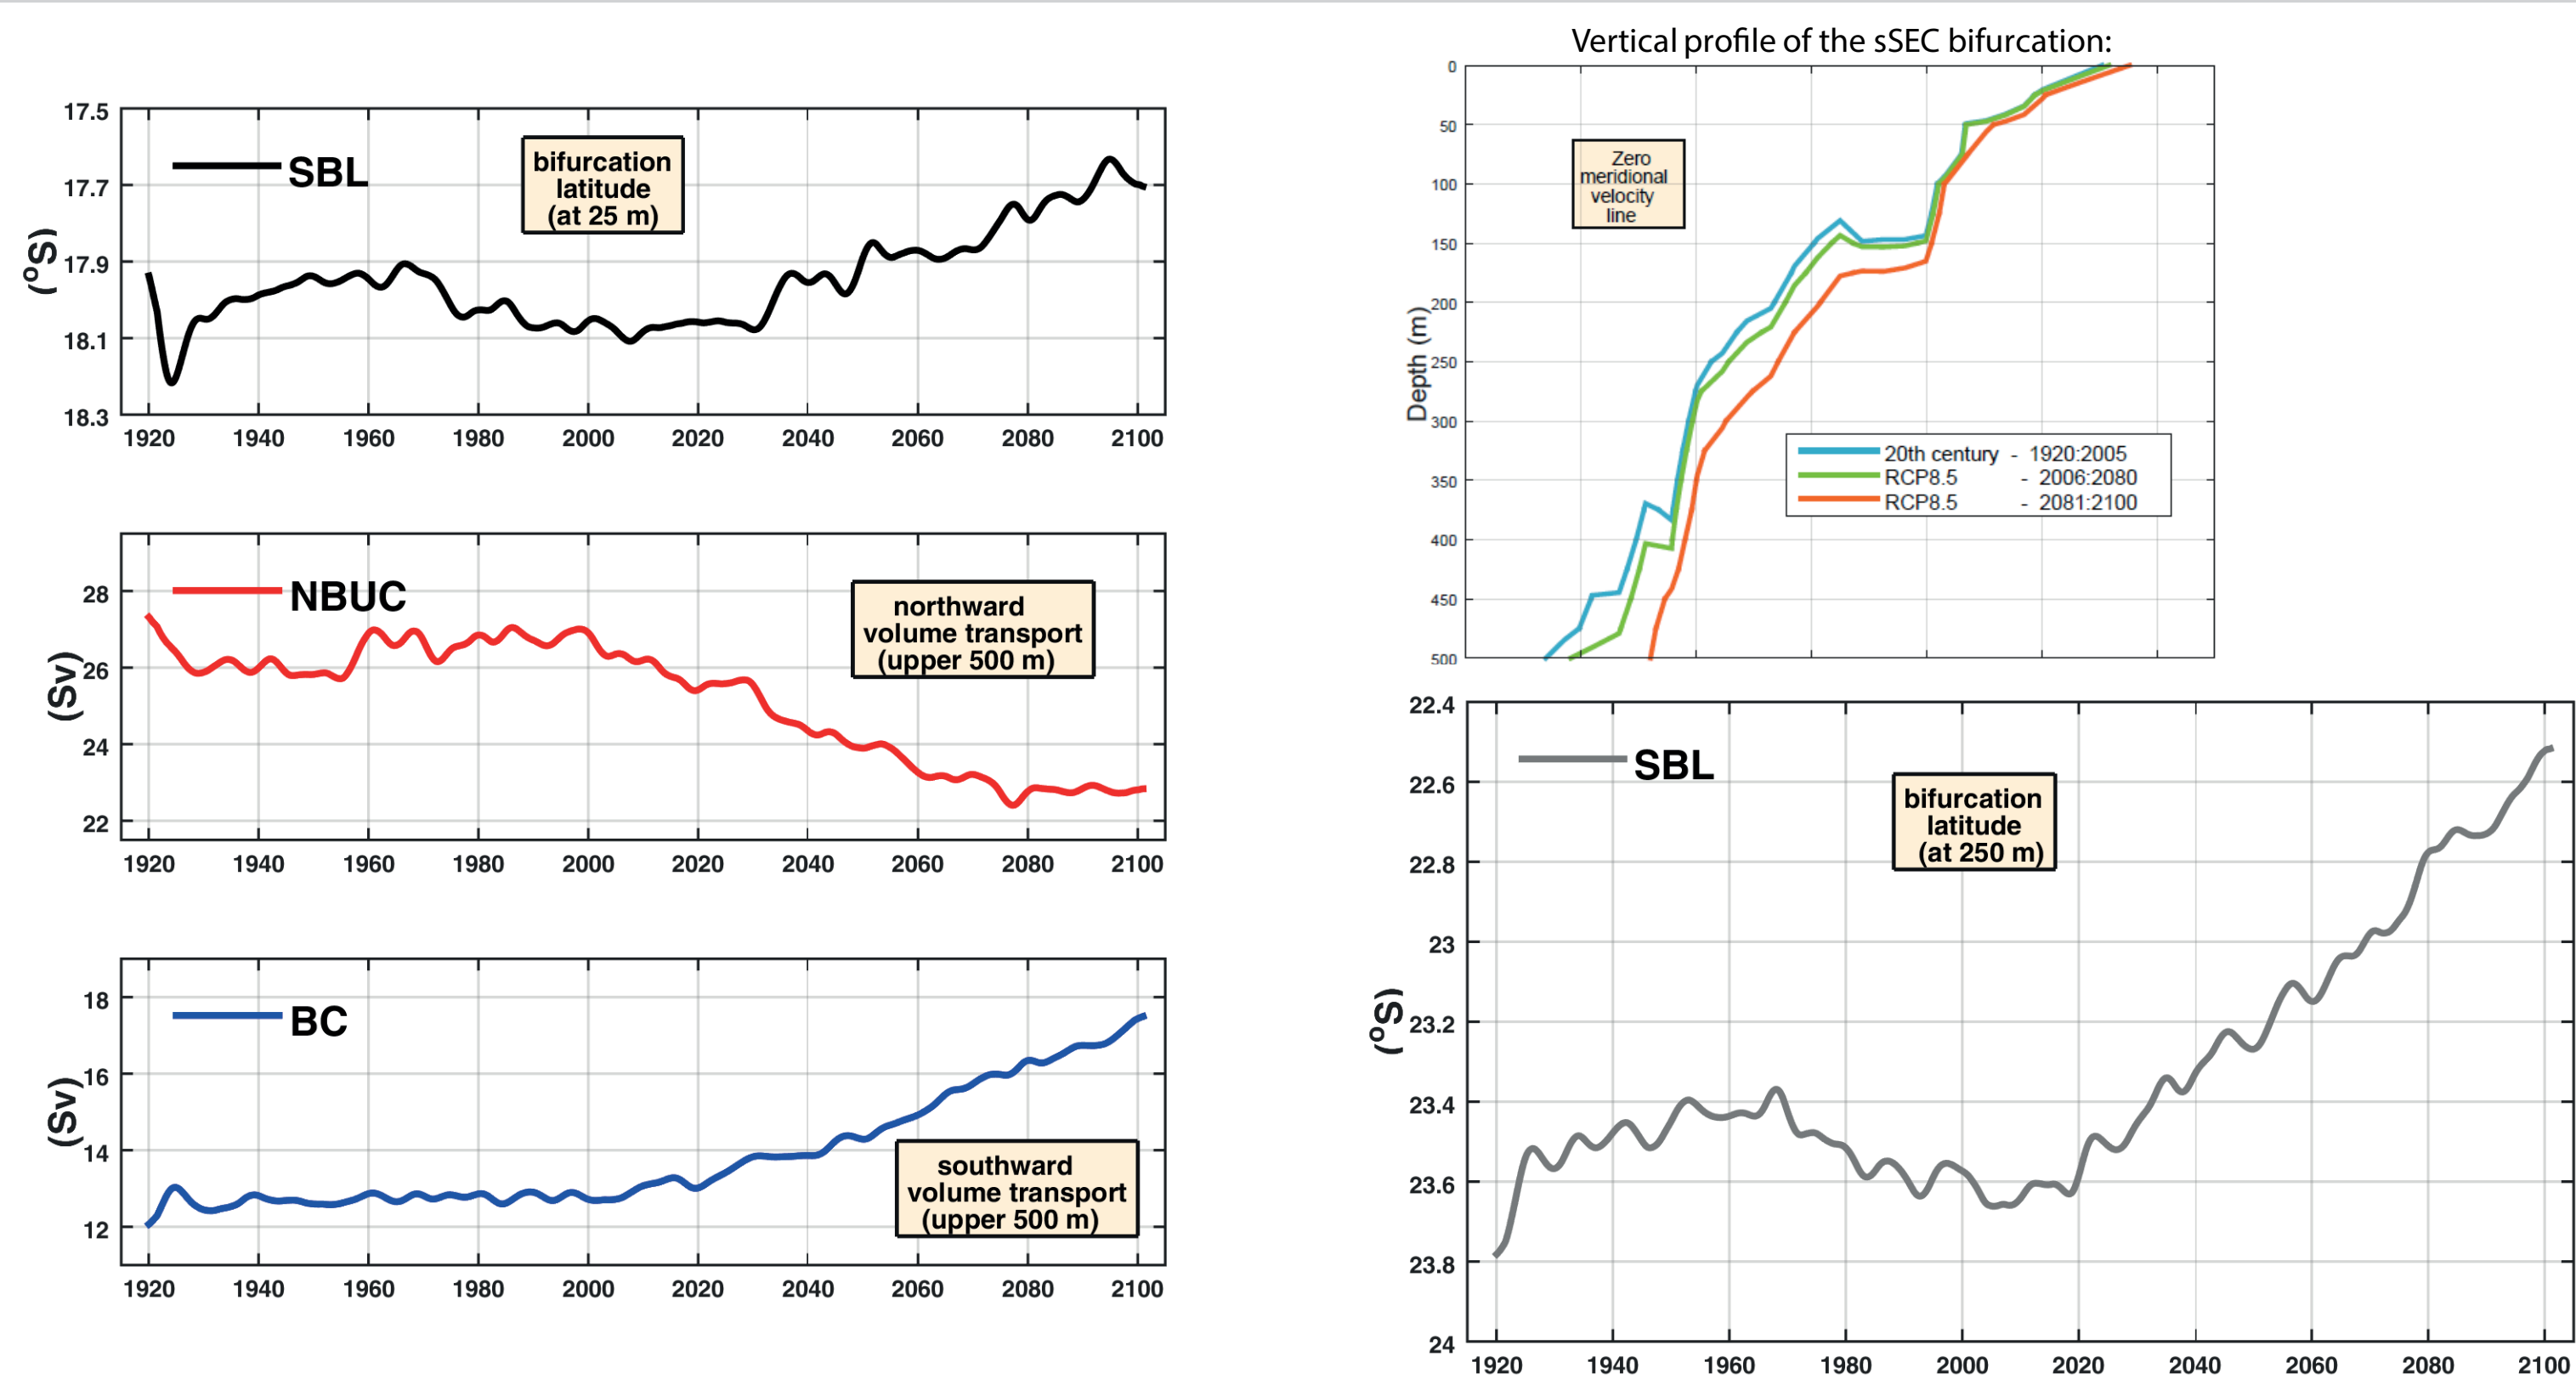 17.5
17.7
17.9
18.1
18.3
(ºS)
SBL
bifurcation
latitude
(at 25 m)
1920 1940 1960 1980 2000 2020 2040 2060 2080 2100
28
26
24
22
(Sv)
NBUC
northward
volume transport
(upper 500 m)
1920 1940 1960 1980 2000 2020 2040 2060 2080 2100
18
16
14
12
(Sv)
BC
southward
volume transport
(upper 500 m)
1920 1940 1960 1980 2000 2020 2040 2060 2080 2100
Vertical profile of the sSEC bifurcation:
0
50
100
150
200
250
300
350
400
450
500
Depth (m)
Zero
meridional
velocity
line
20th century - 1920:2005
RCP8.5 - 2006:2080
RCP8.5 - 2081:2100
22.4
22.6
22.8
23
23.2
23.4
23.6
23.8
24
(ºS)
SBL
bifurcation
latitude
(at 250 m)
1920 1940 1960 1980 2000 2020 2040 2060 2080 2100